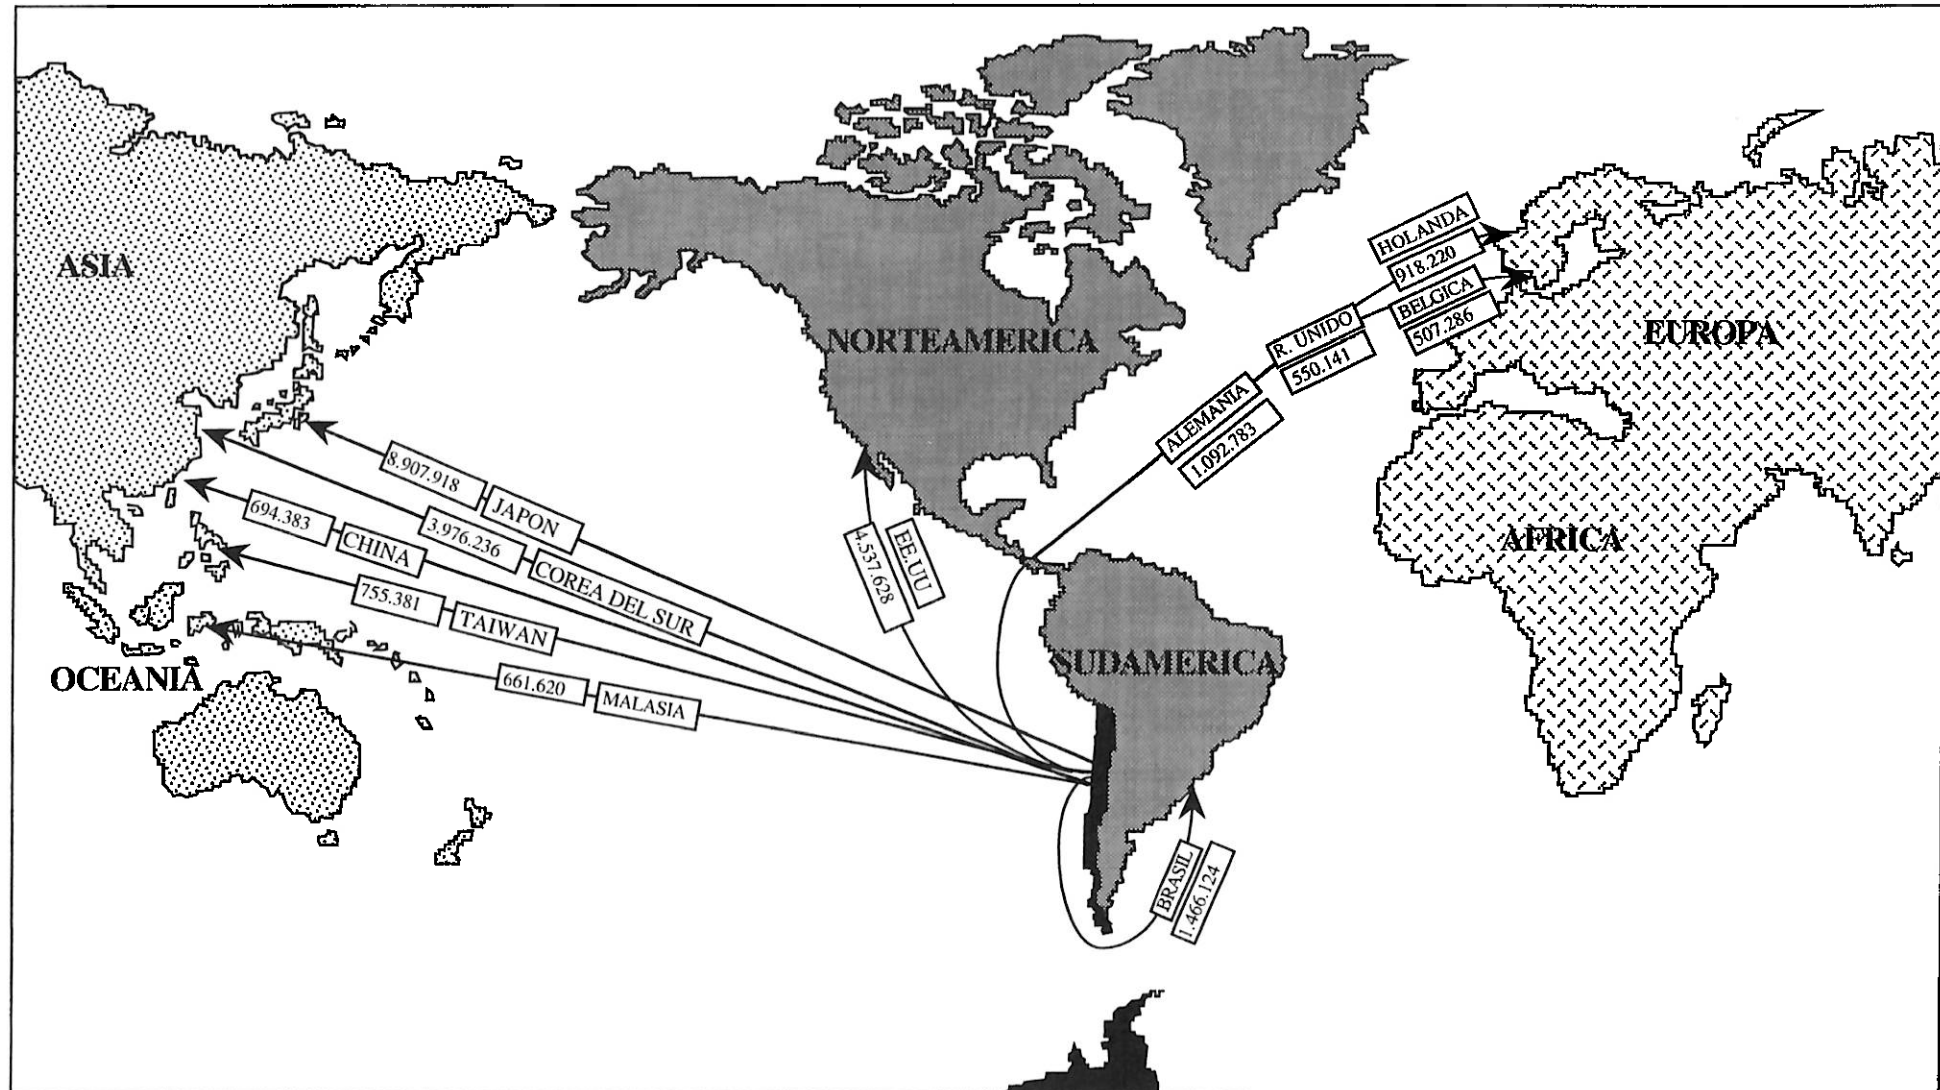 ASIA
NORTEAMERICA
EUROPA
AFRICA
OCEANIA
SUDAMERICA
HOLANDA
918.220
BELGICA
507.286
R. UNIDO
550.141
ALEMANIA
1.092.783
8.907.918
JAPON
3.976.236
COREA DEL SUR
694.383
CHINA
755.381
TAIWAN
661.620
MALASIA
EE.UU
4.537.628
BRASIL
1.466.124